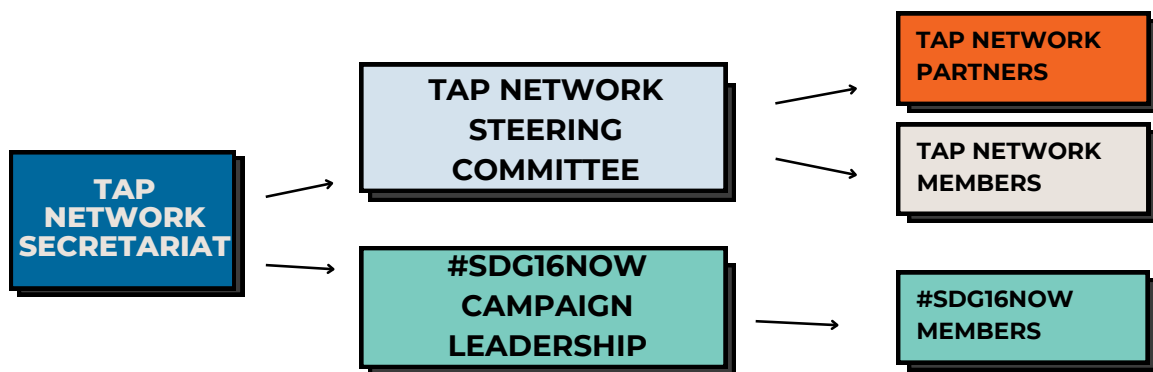 TAP
NETWORK
SECRETARIAT
TAP NETWORK
STEERING
COMMITTEE
#SDG16NOW
CAMPAIGN
LEADERSHIP
TAP NETWORK
PARTNERS
TAP NETWORK
MEMBERS
#SDG16NOW
MEMBERS